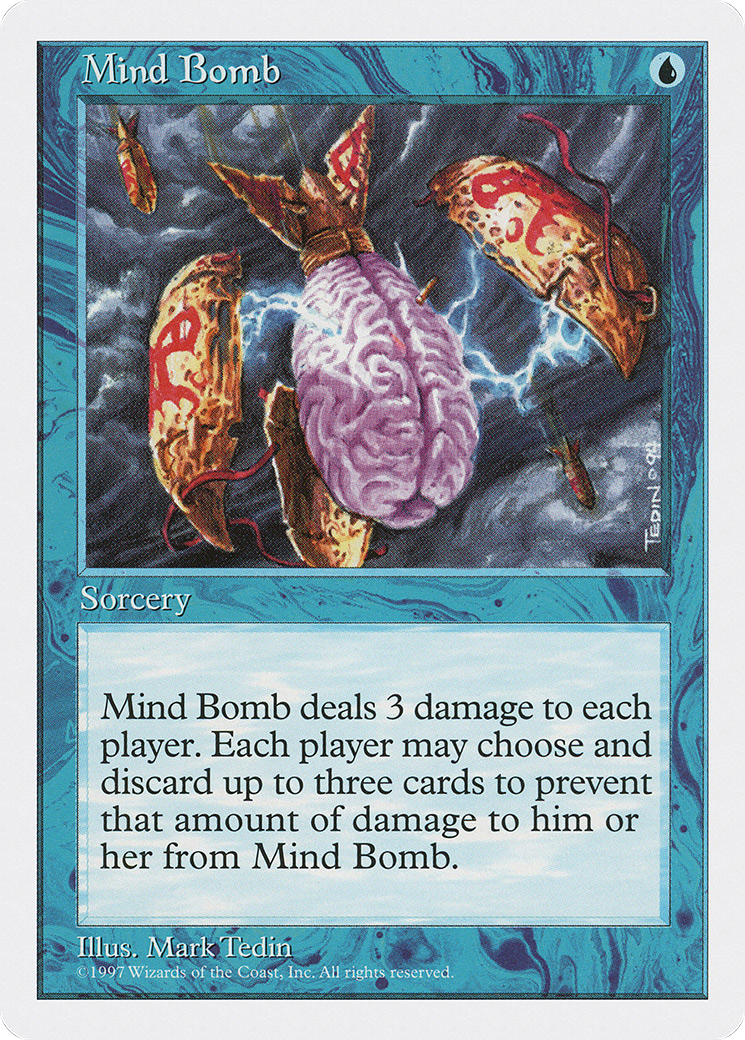 Mind Bomb
TEDIN © 94
Sorcery
Mind Bomb deals 3 damage to each
player. Each player may choose and
discard up to three cards to prevent
that amount of damage to him or
her from Mind Bomb.
Illus. Mark Tedin
©1997 Wizards of the Coast, Inc. All rights reserved.